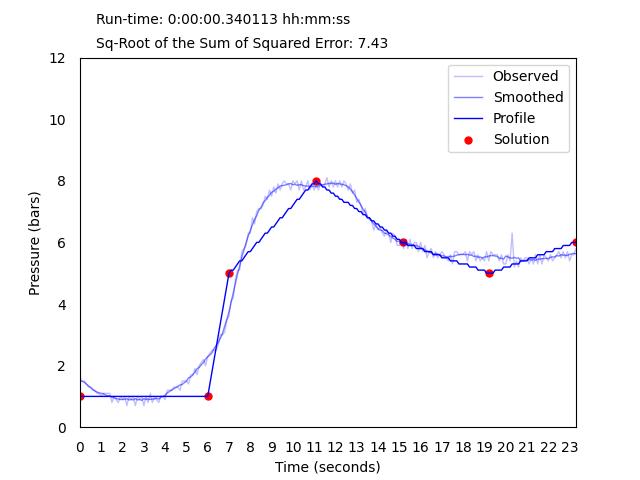 Run-time: 0:00:00.340113 hh:mm:ss
Sq-Root of the Sum of Squared Error: 7.43
12
10
8
6
4
2
0
Pressure (bars)
Observed
Smoothed
Profile
Solution
0 1 2 3 4 5 6 7 8 9 10 11 12 13 14 15 16 17 18 19 20 21 22 23
Time (seconds)